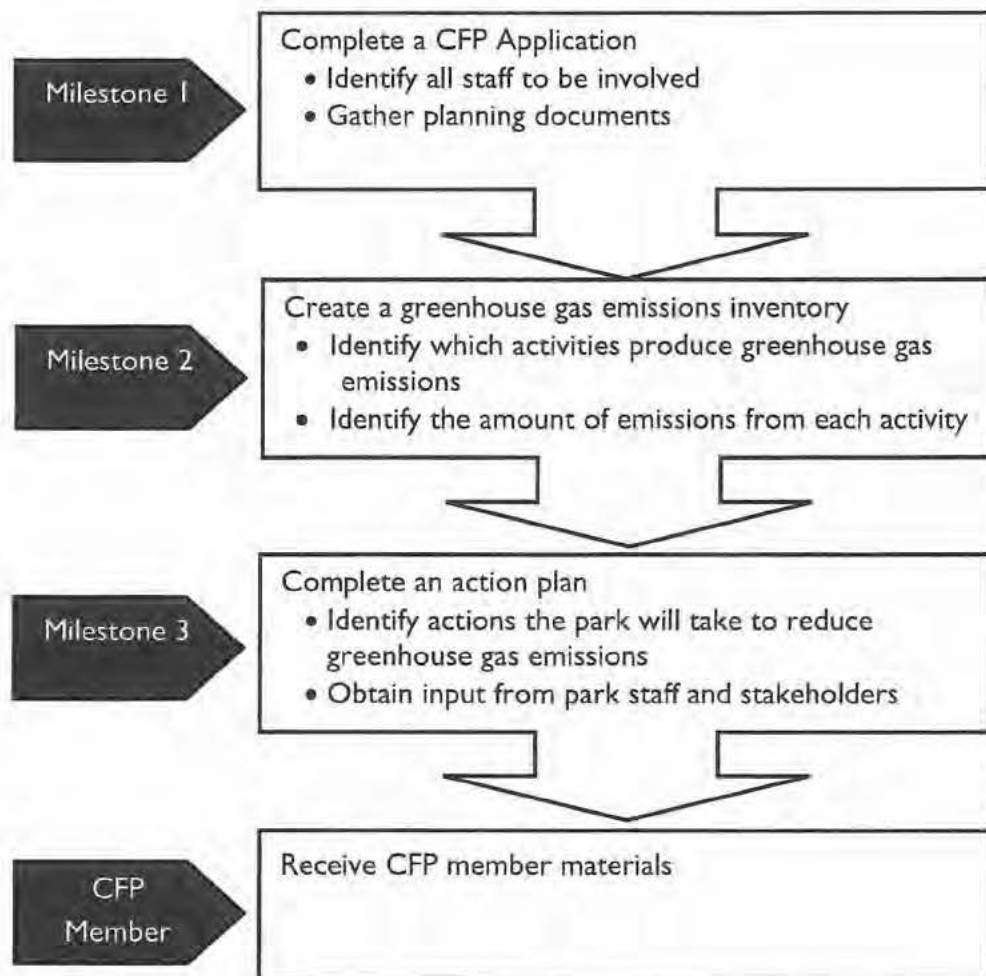 Milestone 1
Complete a CFP Application
• Identify all staff to be involved
• Gather planning documents
Milestone 2
Create a greenhouse gas emissions inventory
• Identify which activities produce greenhouse gas
emissions
• Identify the amount of emissions from each activity
Milestone 3
Complete an action plan
• Identify actions the park will take to reduce
greenhouse gas emissions
• Obtain input from park staff and stakeholders
CFP
Member
Receive CFP member materials